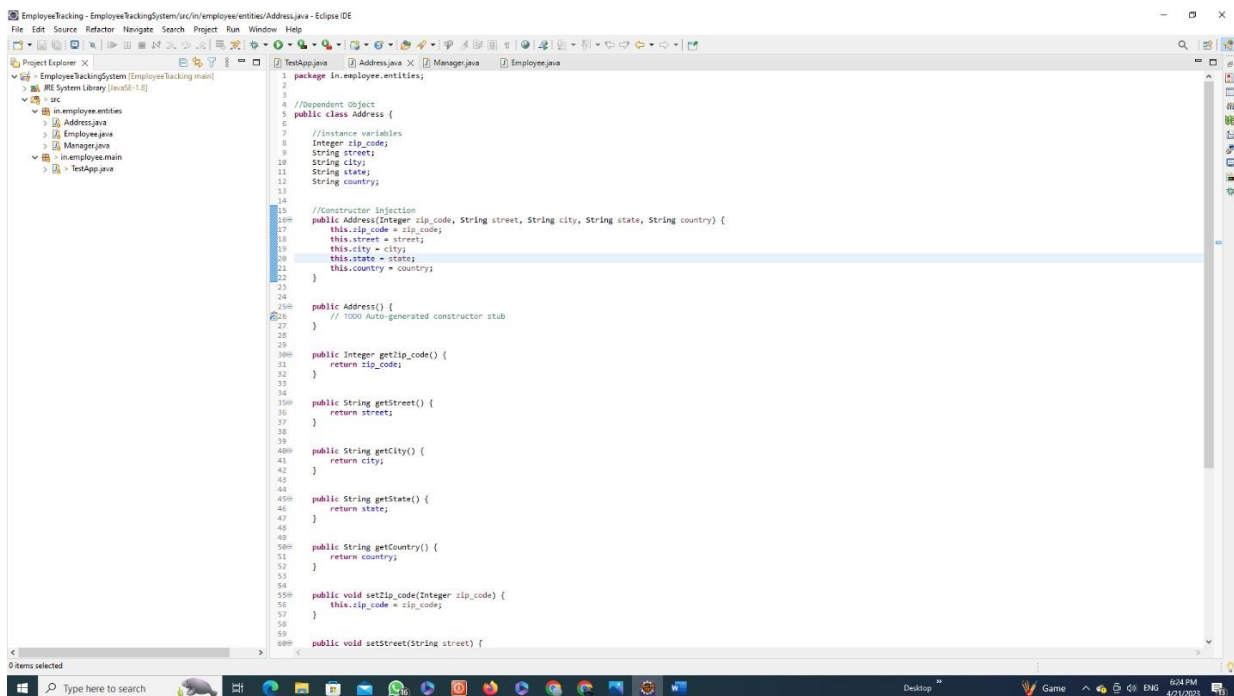 EmployeeTracking - EmployeeTrackingSystem/src/in/employee/entities/Address.java - Eclipse IDE
File Edit Source Refactor Navigate Search Project Run Window Help
Project Explorer
TestApp.java Address.java Manager.java Employee.java
> EmployeeTrackingSystem [EmployeeTracking main]
JRE System Library [JavaSE-1.8]
> src
in.employee.entities
Address.java
Employee.java
Manager.java
> in.employee.main
> TestApp.java
1 package in.employee.entities;
2
3
4 //Dependent Object
5 public class Address {
6
7 //instance variables
8 Integer zip_code;
9 String street;
10 String city;
11 String state;
12 String country;
13
14
15 //Constructor injection
16 public Address(Integer zip_code, String street, String city, String state, String country) {
17 this.zip_code = zip_code;
18 this.street = street;
19 this.city = city;
20 this.state = state;
21 this.country = country;
22 }
23
24
25 public Address() {
26 // TODO Auto-generated constructor stub
27 }
28
29
30 public Integer getZip_code() {
31 return zip_code;
32 }
33
34
35 public String getStreet() {
36 return street;
37 }
38
39
40 public String getCity() {
41 return city;
42 }
43
44
45 public String getState() {
46 return state;
47 }
48
49
50 public String getCountry() {
51 return country;
52 }
53
54
55 public void setZip_code(Integer zip_code) {
56 this.zip_code = zip_code;
57 }
58
59
60 public void setStreet(String street) {
0 items selected
Type here to search
Desktop
Game
ENG
6:24 PM
4/21/2023